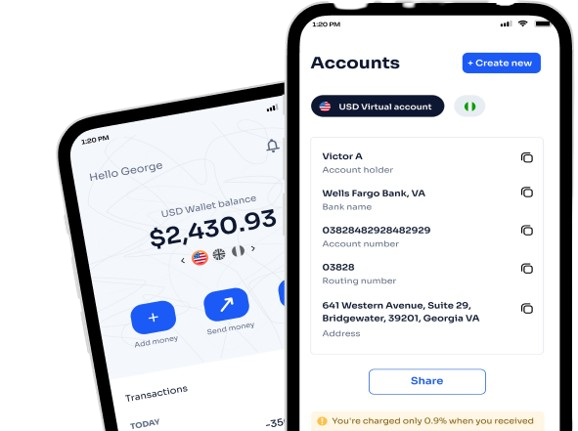 1:20 PM
Hello George
USD Wallet balance
$2,430.93
Add money
Send money
Transactions
TODAY
1:20 PM
Accounts
+ Create new
USD Virtual account
Victor A
Account holder
Wells Fargo Bank, VA
Bank name
03828482928482929
Account number
03828
Routing number
641 Western Avenue, Suite 29,
Bridgewater, 39201, Georgia VA
Address
Share
You're charged only 0.9% when you received